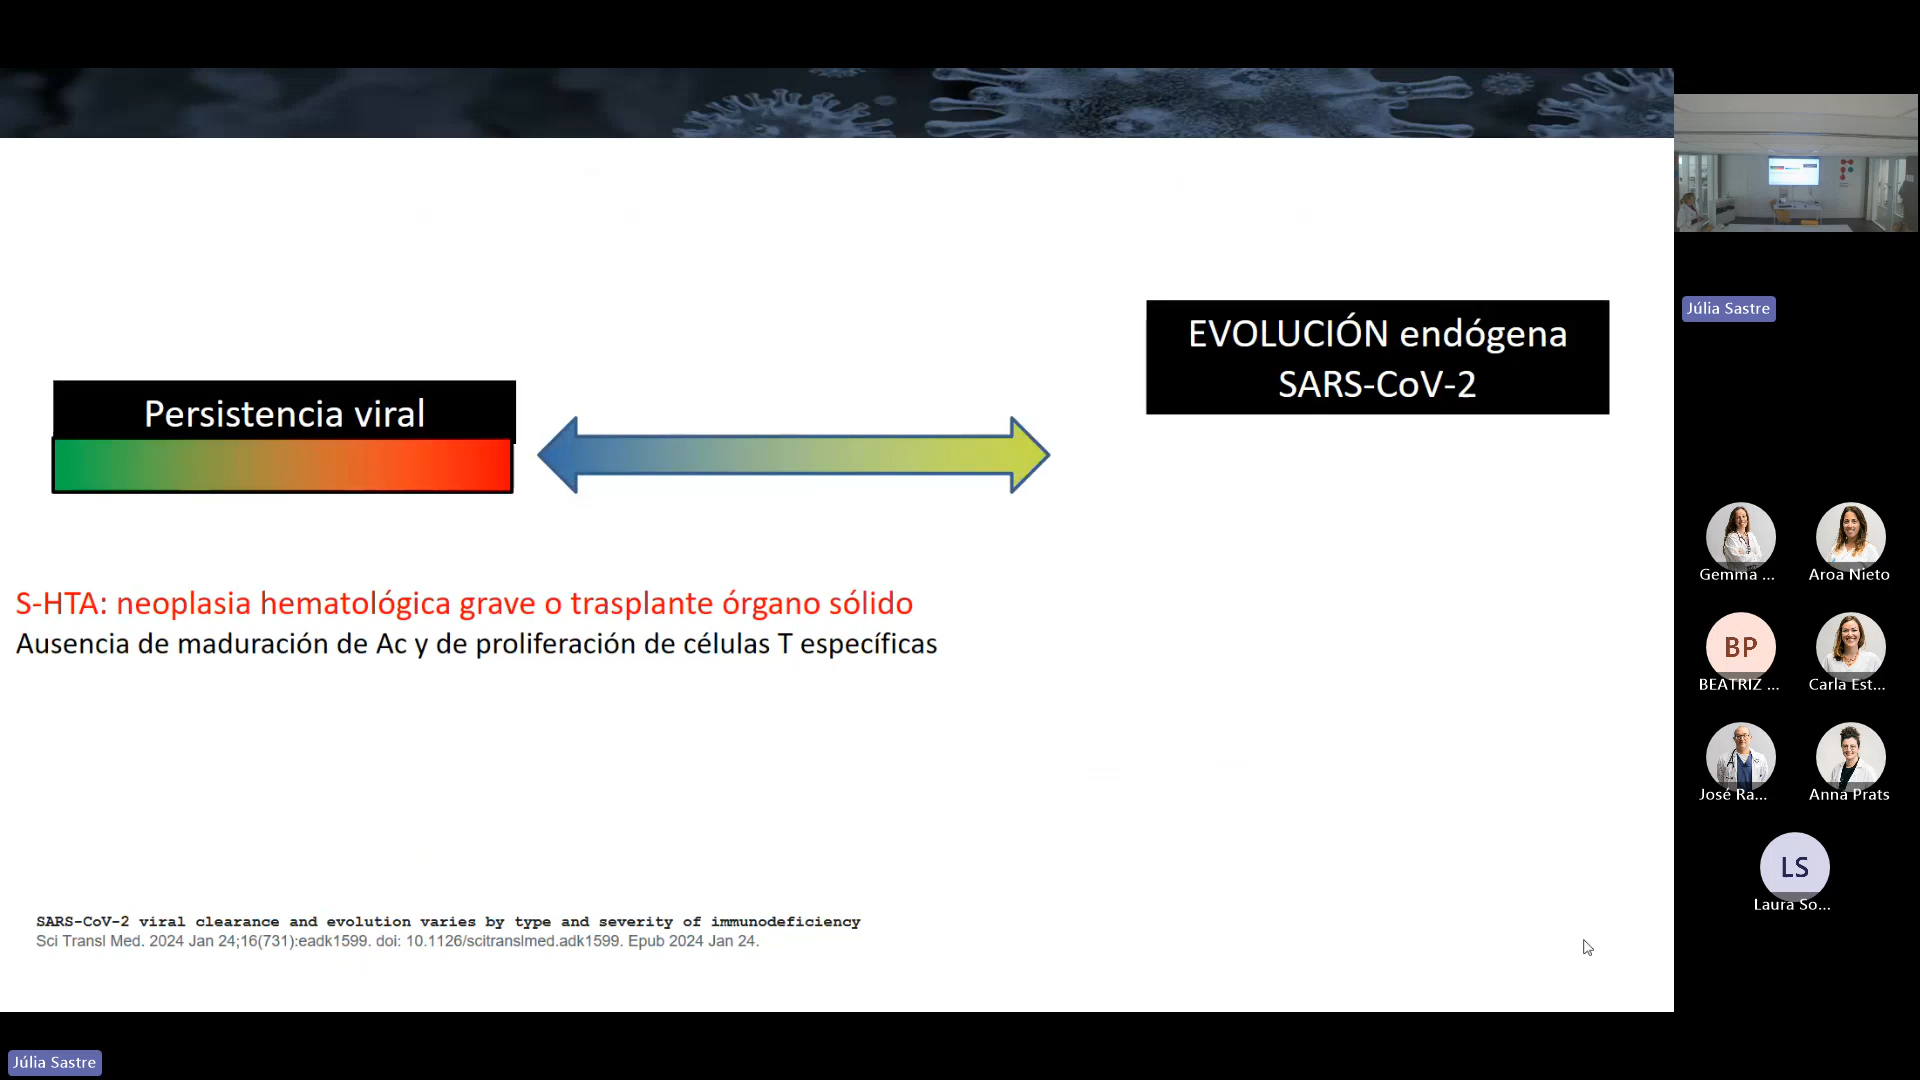 EVOLUCIÓN endógena
SARS-CoV-2
Persistencia viral
S-HTA: neoplasia hematológica grave o trasplante órgano sólido
Ausencia de maduración de Ac y de proliferación de células T específicas
SARS-CoV-2 viral clearance and evolution varies by type and severity of immunodeficiency
Sci Transl Med. 2024 Jan 24;16(731):eadk1599. doi: 10.1126/scitranslmed.adk1599. Epub 2024 Jan 24.
Júlia Sastre
Gemma ...
Aroa Nieto
BP
BEATRIZ ...
Carla Est...
José Ra...
Anna Prats
LS
Laura So...
Júlia Sastre